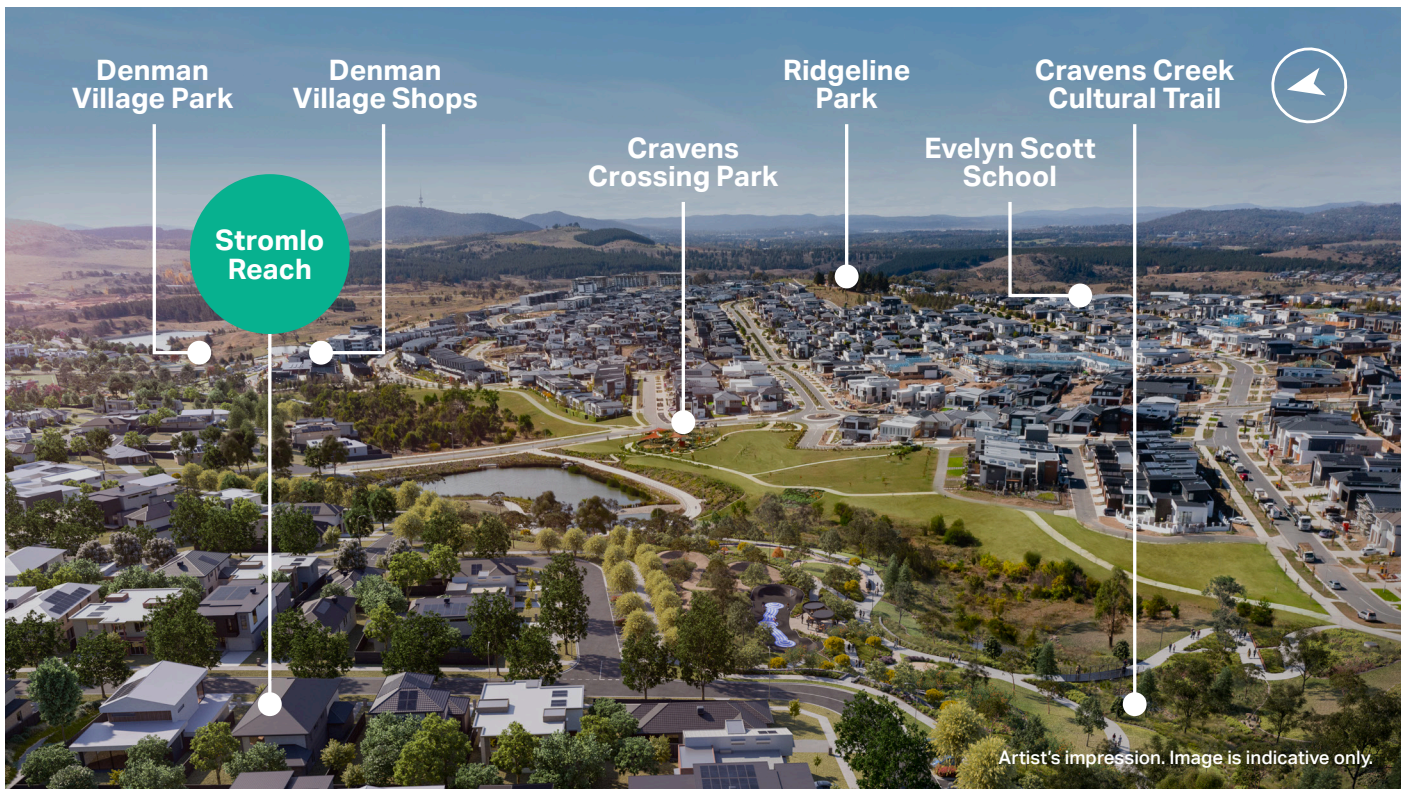 Denman
Village Park
Denman
Village Shops
Ridgeline
Park
Cravens Creek
Cultural Trail
Cravens
Crossing Park
Evelyn Scott
School
Stromlo
Reach
Artist's impression. Image is indicative only.